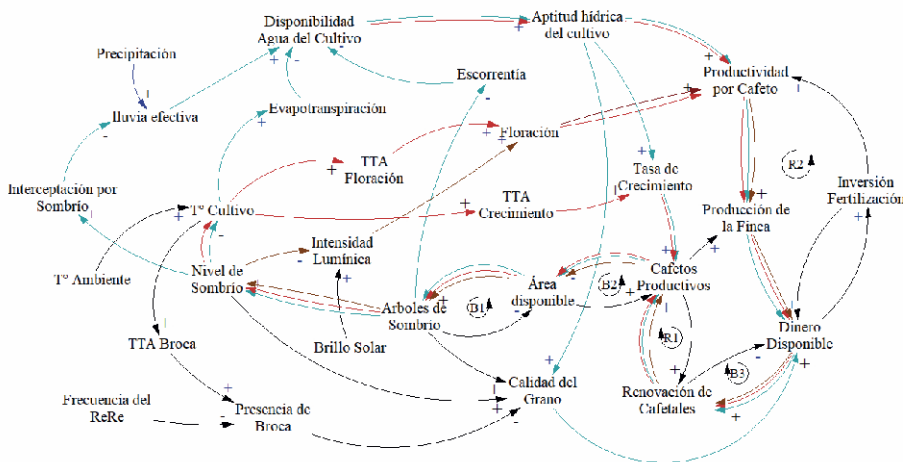 Disponibilidad
Agua del Cultivo
Aptitud hídrica
del cultivo
Precipitación
Escorrentía
Productividad
por Cafeto
lluvia efectiva
Evapotranspiración
Floración
TTA
Floración
Tasa de
Crecimiento
R2
Interceptación por
Sombrío
Tº Cultivo
TTA
Crecimiento
Inversión
Fertilización
Producción de
la Finca
Intensidad
Lumínica
Tº Ambiente
Nivel de
Sombrío
Área
disponible
B2
Cafetos
Productivos
Arboles de
Sombrío
B1
R1
Dinero
Disponible
TTA Broca
Brillo Solar
Calidad del
Grano
Renovación de
Cafetales
B3
Frecuencia del
ReRe
Presencia de
Broca